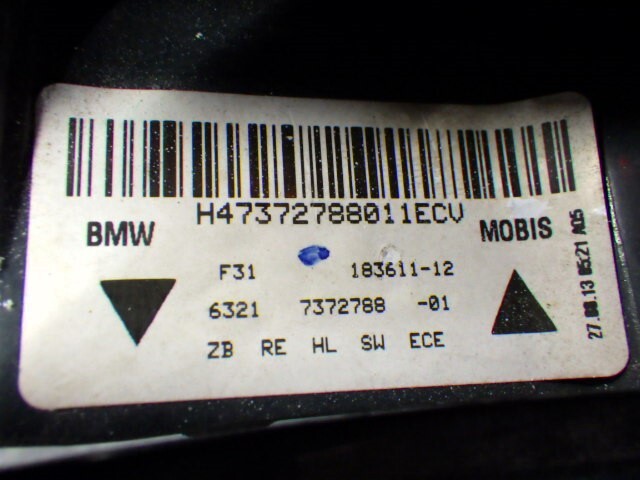 H47372788011ECV
BMW
MOBIS
F31 183611-12
6321 7372788 -01
ZB RE HL SW ECE
27.08.13 05:21 A05